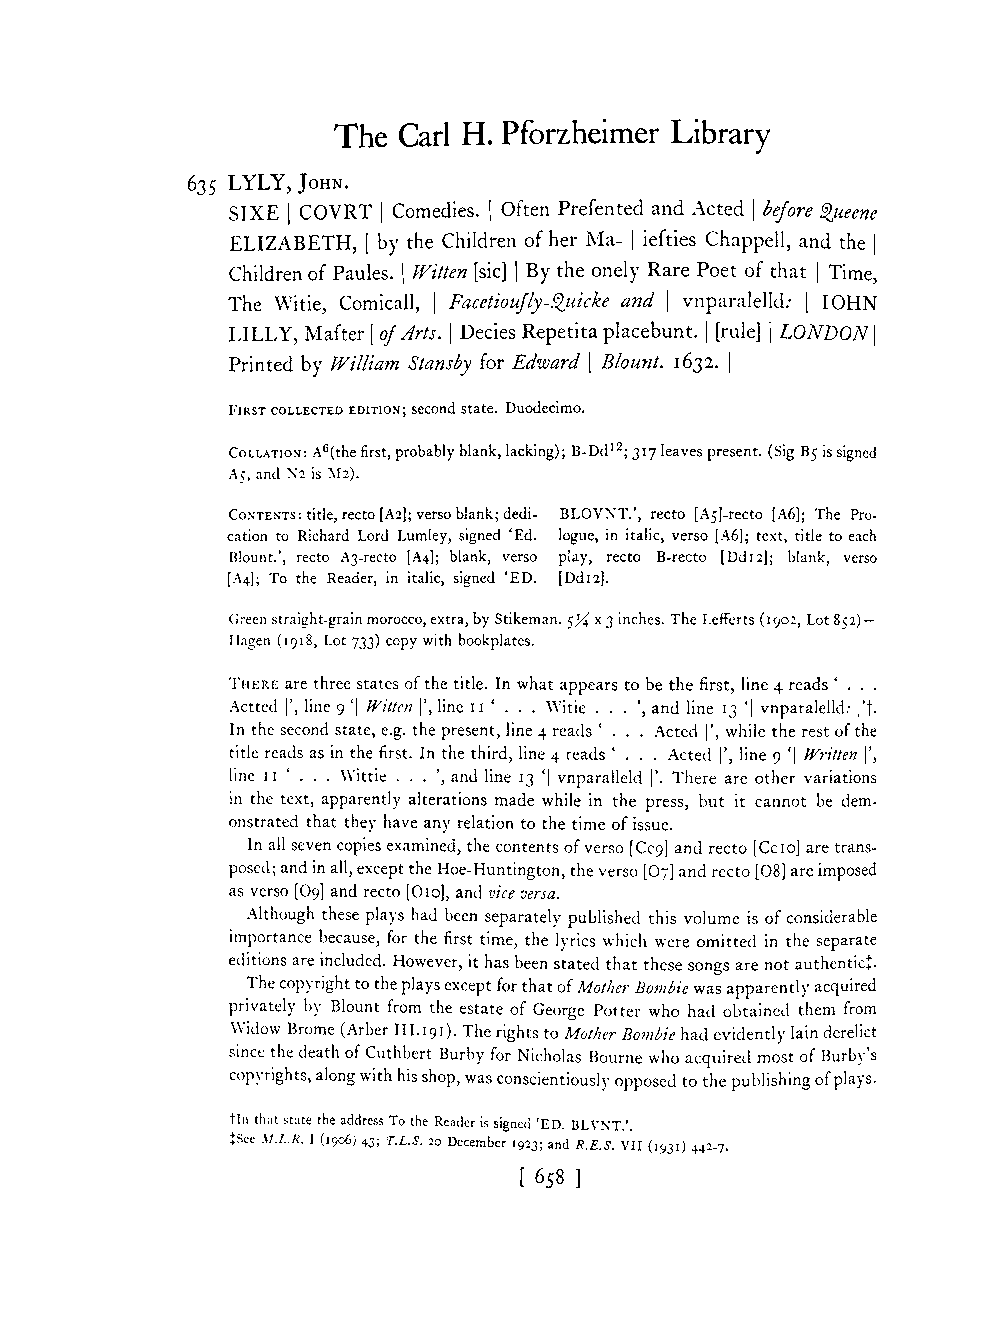 The Carl H. Pforzheimer Library
635 LYLY, JOHN.
SIXE | COVRT | Comedies. | Often Preſented and Acted | before Queene
ELIZABETH, | by the Children of her Ma- | ieſties Chappell, and the |
Children of Paules. | Witten [sic] | By the onely Rare Poet of that | Time,
The Witie, Comicall, | Facetiouſly-Quicke and | vnparalelld: | IOHN
LILLY, Maſter | of Arts. | Decies Repetita placebunt. | [rule] | LONDON |
Printed by William Stansby for Edward | Blount. 1632. |
FIRST COLLECTED EDITION; second state. Duodecimo.
COLLATION: A⁶(the first, probably blank, lacking); B-Dd¹²; 317 leaves present. (Sig B5 is signed
A5, and N2 is M2).
CONTENTS: title, recto [A2]; verso blank; dedi-
cation to Richard Lord Lumley, signed 'Ed.
Blount.', recto A3-recto [A4]; blank, verso
[A4]; To the Reader, in italic, signed 'ED.
BLOVNT.', recto [A5]-recto [A6]; The Pro-
logue, in italic, verso [A6]; text, title to each
play, recto B-recto [Dd12]; blank, verso
[Dd12].
Green straight-grain morocco, extra, by Stikeman. 5¼ x 3 inches. The Lefferts (1902, Lot 852)—
Hagen (1918, Lot 733) copy with bookplates.
THERE are three states of the title. In what appears to be the first, line 4 reads ' . . .
Actted |', line 9 '| Witten |', line 11 ' . . . Witie . . . ', and line 13 '| vnparalelld: |'†.
In the second state, e.g. the present, line 4 reads ' . . . Acted |', while the rest of the
title reads as in the first. In the third, line 4 reads ' . . . Acted |', line 9 '| Written |',
line 11 ' . . . Wittie . . . ', and line 13 '| vnparalleld |'. There are other variations
in the text, apparently alterations made while in the press, but it cannot be dem-
onstrated that they have any relation to the time of issue.
In all seven copies examined, the contents of verso [Cc9] and recto [Cc10] are trans-
posed; and in all, except the Hoe-Huntington, the verso [O7] and recto [O8] are imposed
as verso [O9] and recto [O10], and vice versa.
Although these plays had been separately published this volume is of considerable
importance because, for the first time, the lyrics which were omitted in the separate
editions are included. However, it has been stated that these songs are not authentic‡.
The copyright to the plays except for that of Mother Bombie was apparently acquired
privately by Blount from the estate of George Potter who had obtained them from
Widow Brome (Arber III.191). The rights to Mother Bombie had evidently lain derelict
since the death of Cuthbert Burby for Nicholas Bourne who acquired most of Burby's
copyrights, along with his shop, was conscientiously opposed to the publishing of plays.
†In that state the address To the Reader is signed 'ED. BLVNT.'.
‡See M.L.R. I (1906) 43; T.L.S. 20 December 1923; and R.E.S. VII (1931) 442-7.
[ 658 ]